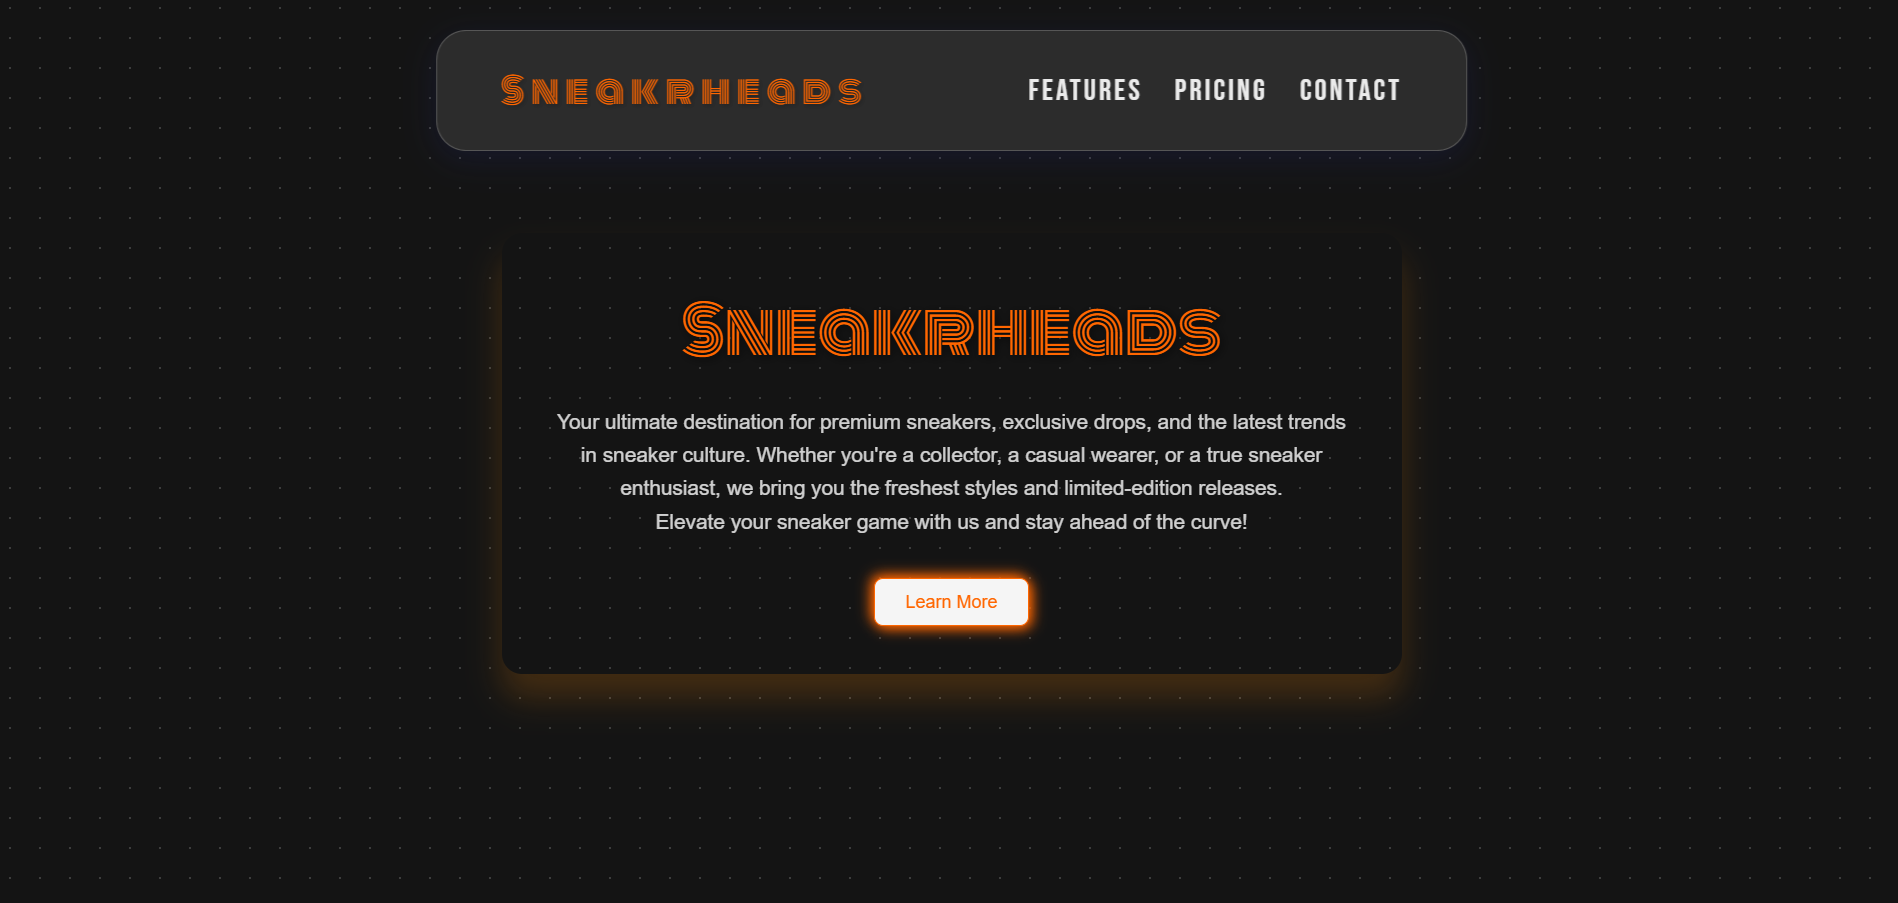 Sneakrheads
FEATURES PRICING CONTACT
Sneakrheads
Your ultimate destination for premium sneakers, exclusive drops, and the latest trends
in sneaker culture. Whether you're a collector, a casual wearer, or a true sneaker
enthusiast, we bring you the freshest styles and limited-edition releases.
Elevate your sneaker game with us and stay ahead of the curve!
Learn More